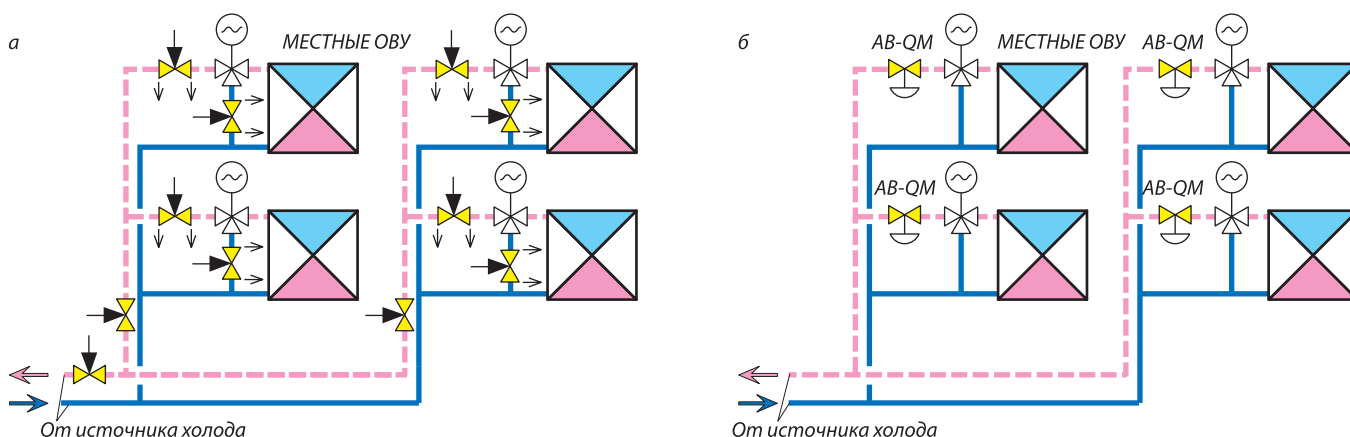 а
МЕСТНЫЕ ОВУ
От источника холода
б
AB-QM
МЕСТНЫЕ ОВУ
AB-QM
AB-QM
AB-QM
От источника холода